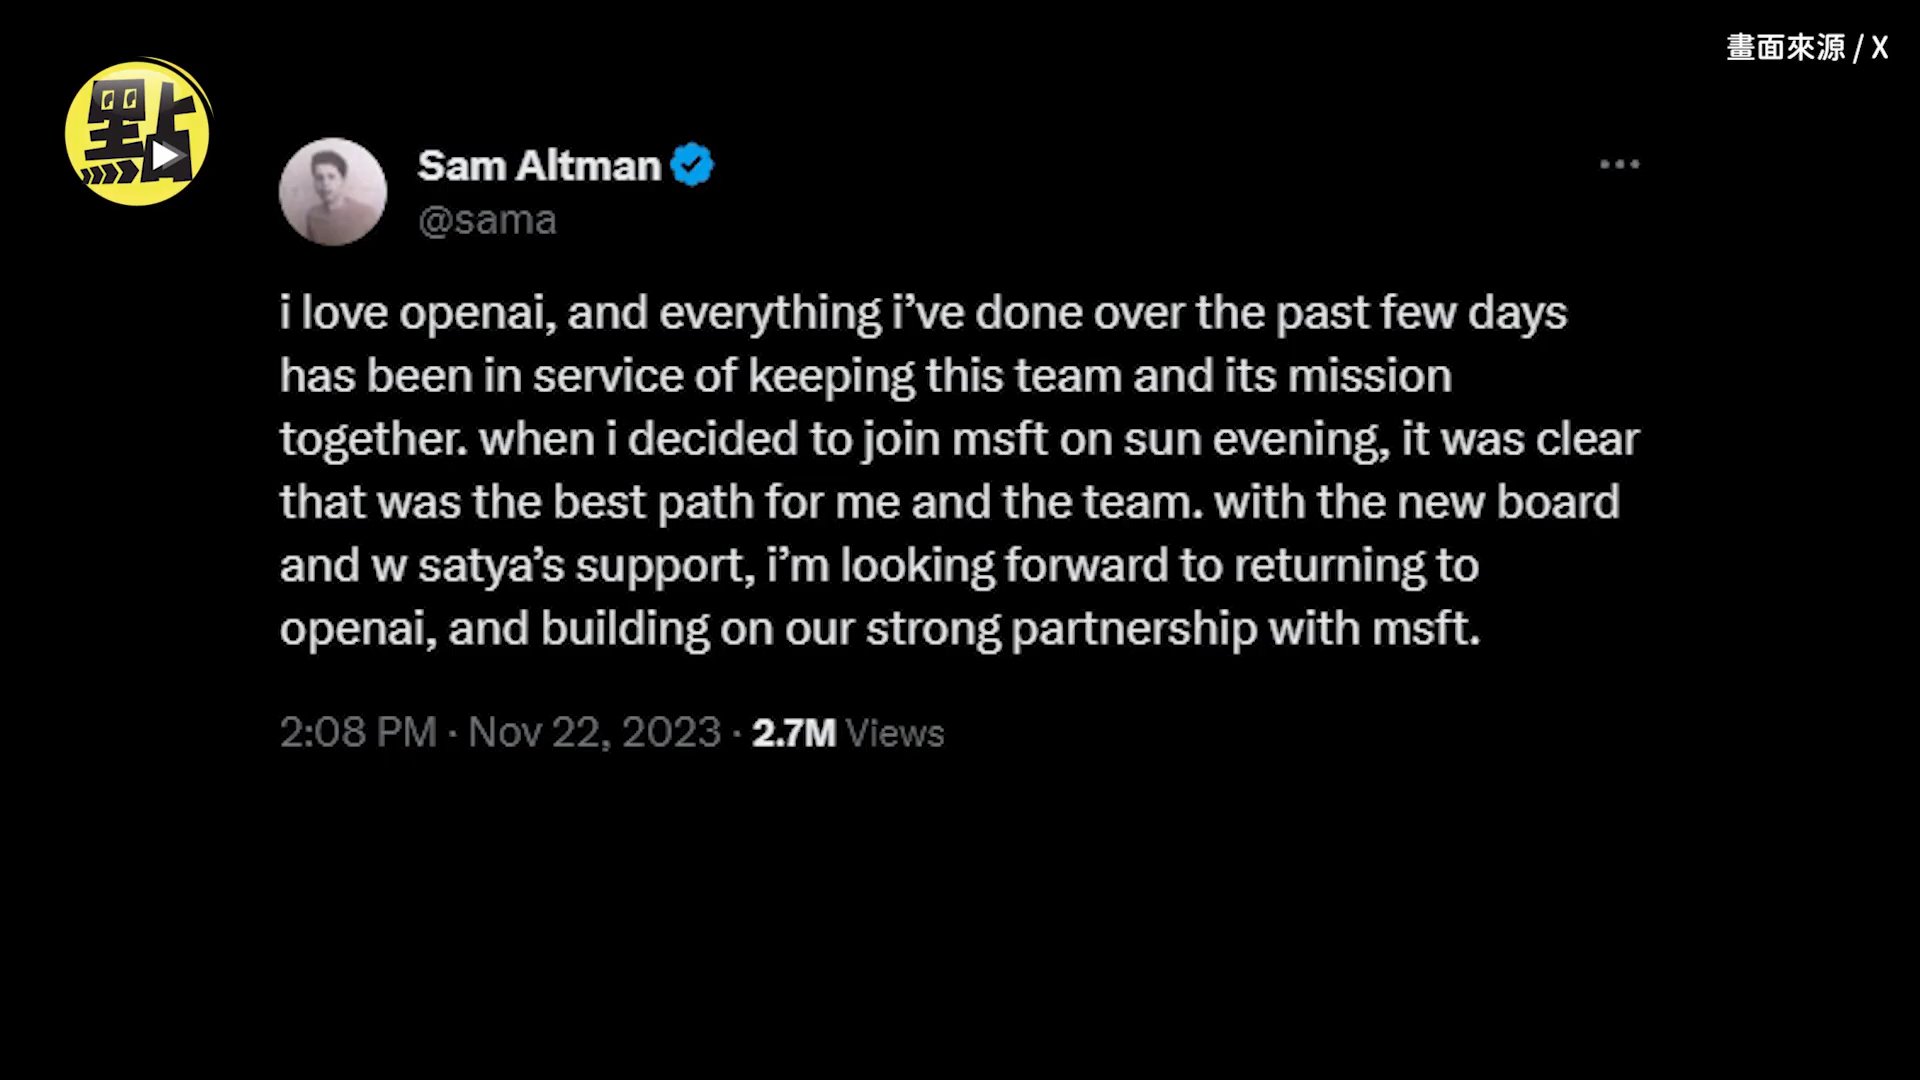 畫面來源 / X
點
Sam Altman
@sama
i love openai, and everything i’ve done over the past few days
has been in service of keeping this team and its mission
together. when i decided to join msft on sun evening, it was clear
that was the best path for me and the team. with the new board
and w satya’s support, i’m looking forward to returning to
openai, and building on our strong partnership with msft.
2:08 PM · Nov 22, 2023 · 2.7M Views